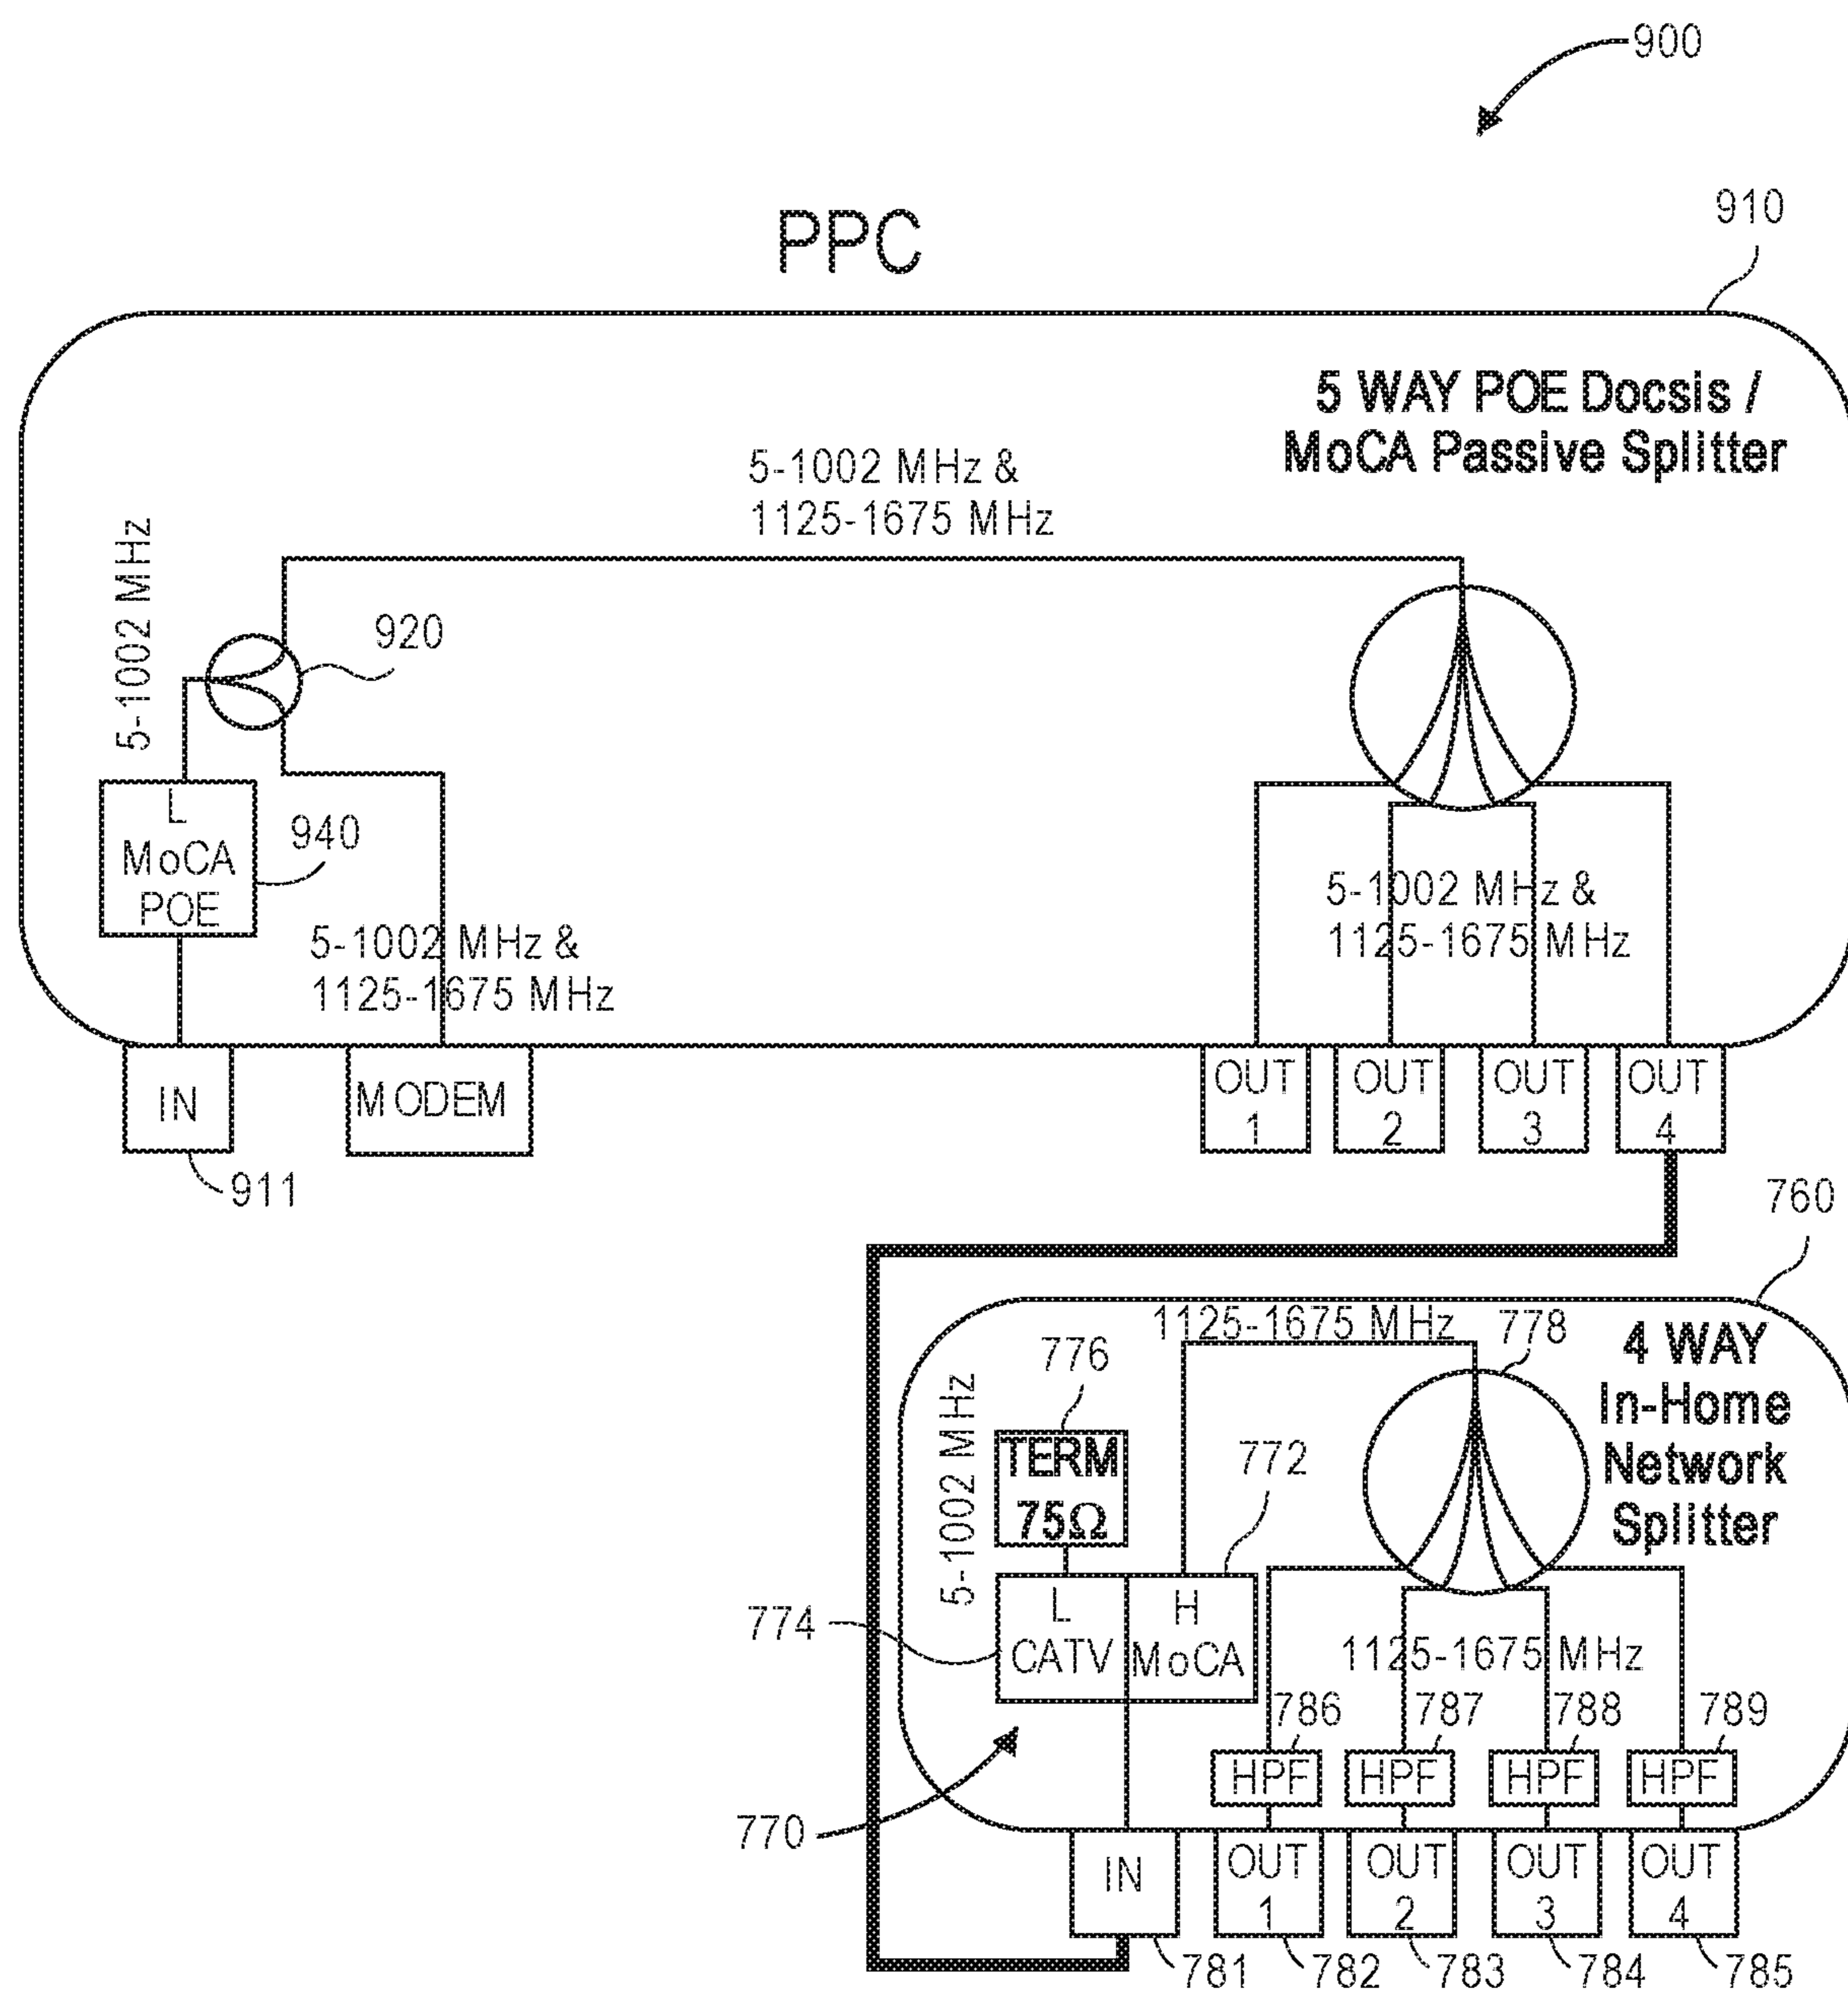 900
PPC
910
5 WAY POE Docsis /
MoCA Passive Splitter
5-1002 MHz &
1125-1675 MHz
5-1002 MHz
920
L
MoCA
POE
940
5-1002 MHz &
1125-1675 MHz
5-1002 MHz &
1125-1675 MHz
IN
MODEM
OUT
1
OUT
2
OUT
3
OUT
4
911
760
1125-1675 MHz
778
4 WAY
In-Home
Network
Splitter
776
5-1002 MHz
TERM
75Ω
772
774
L
CATV
H
MoCA
1125-1675 MHz
786
787
788
789
HPF
HPF
HPF
HPF
770
IN
OUT
1
OUT
2
OUT
3
OUT
4
781
782
783
784
785